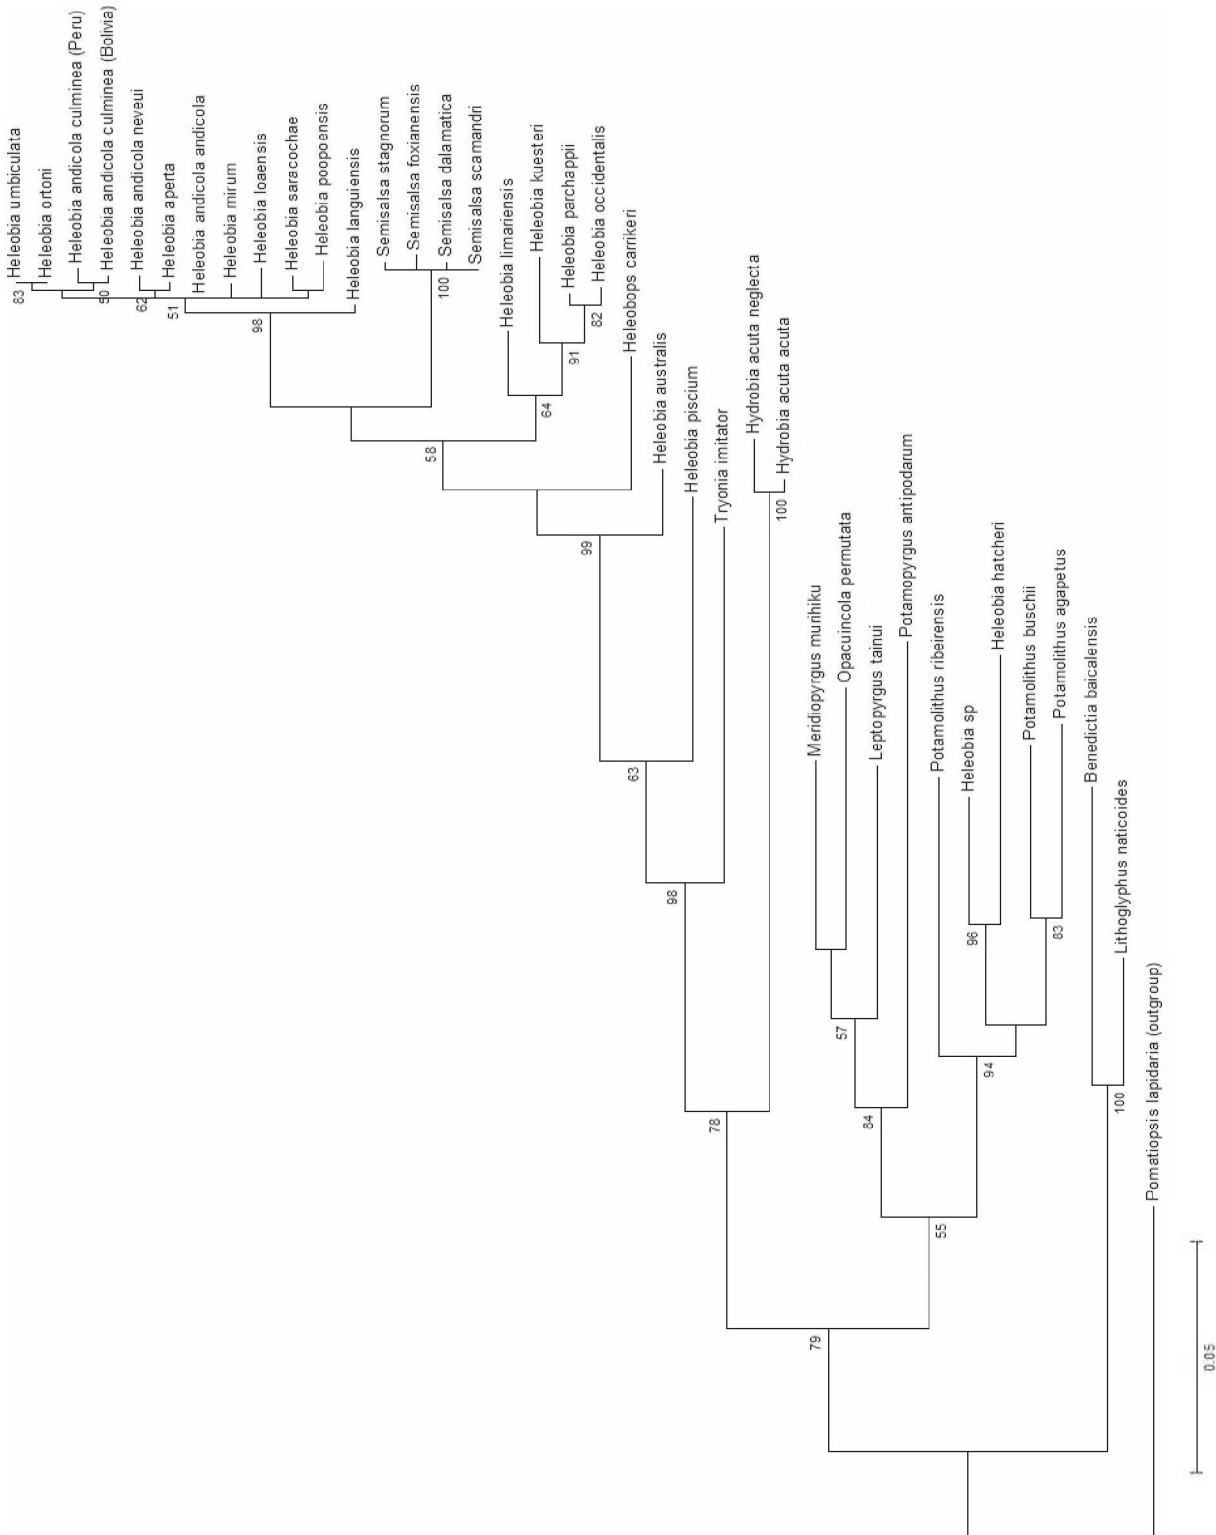 Heleobia umbiculata
83
Heleobia ortoni
Heleobia andicola culminea (Peru)
50
Heleobia andicola culminea (Bolivia)
Heleobia andicola neveui
62
Heleobia aperta
51
Heleobia andicola andicola
Heleobia mirum
Heleobia loaensis
98
Heleobia saracochae
Heleobia poopoensis
Heleobia languiensis
Semisalsa stagnorum
Semisalsa foxianensis
Semisalsa dalamatica
100
Semisalsa scamandri
58
Heleobia limariensis
Heleobia kuesteri
64
Heleobia parchappii
91
Heleobia occidentalis
82
Heleobops carrikeri
99
Heleobia australis
63
Heleobia piscium
98
Tryonia imitator
78
Hydrobia acuta neglecta
Hydrobia acuta acuta
100
79
Meridiopyrgus murihiku
Opacuincola permutata
57
Leptopyrgus tainui
84
Potamopyrgus antipodarum
55
Potamolithus ribeirensis
Heleobia sp
96
94
Heleobia hatcheri
Potamolithus buschii
83
Potamolithus agapetus
Benedictia baicalensis
100
Lithoglyphus naticoides
Pomatiopsis lapidaria (outgroup)
0.05